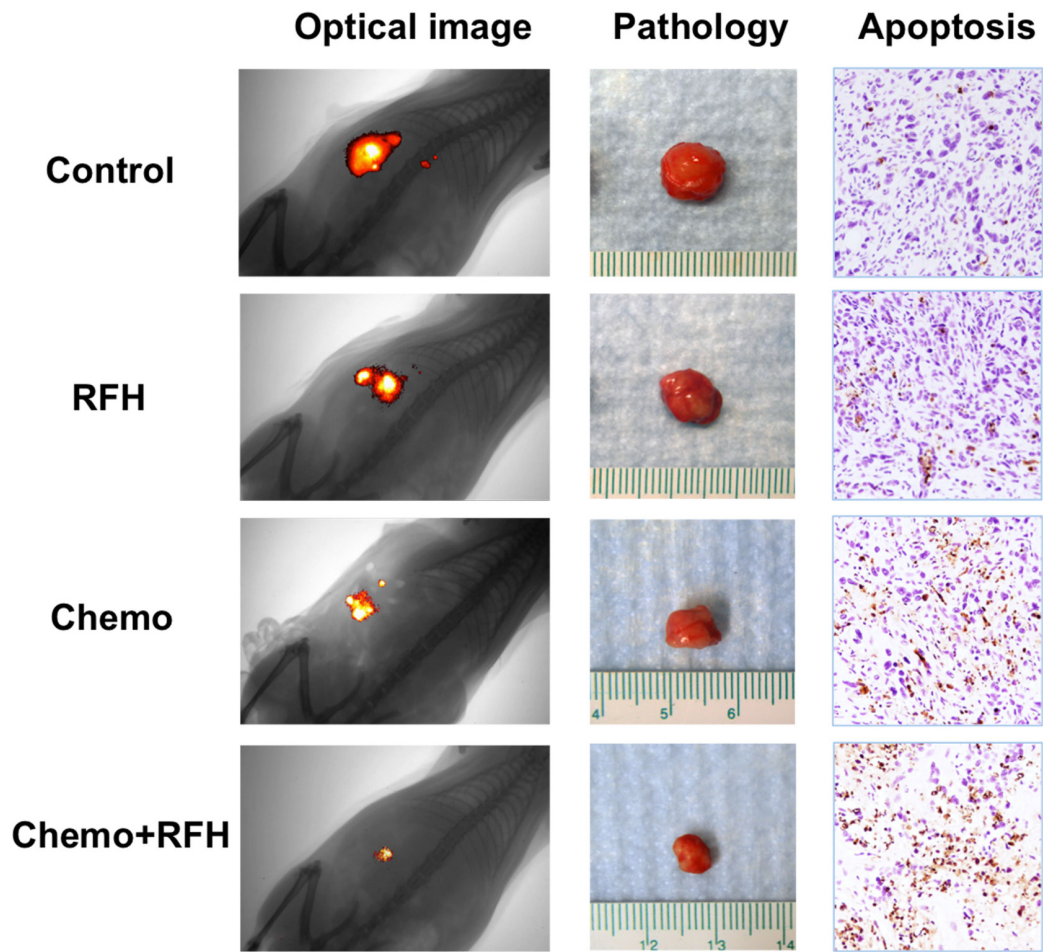 Optical image Pathology Apoptosis
Control
RFH
Chemo
4 5 6
Chemo+RFH
12 13 14